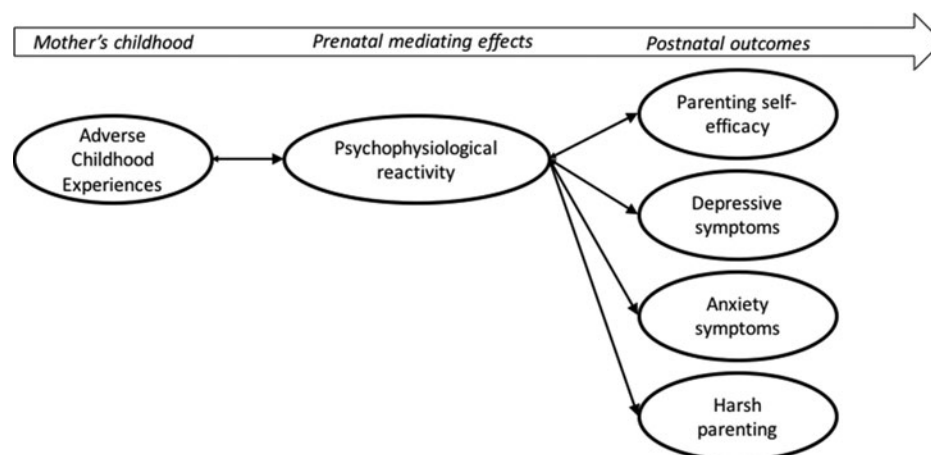 Mother's childhood
Prenatal mediating effects
Postnatal outcomes
Adverse
Childhood
Experiences
Psychophysiological
reactivity
Parenting self-
efficacy
Depressive
symptoms
Anxiety
symptoms
Harsh
parenting